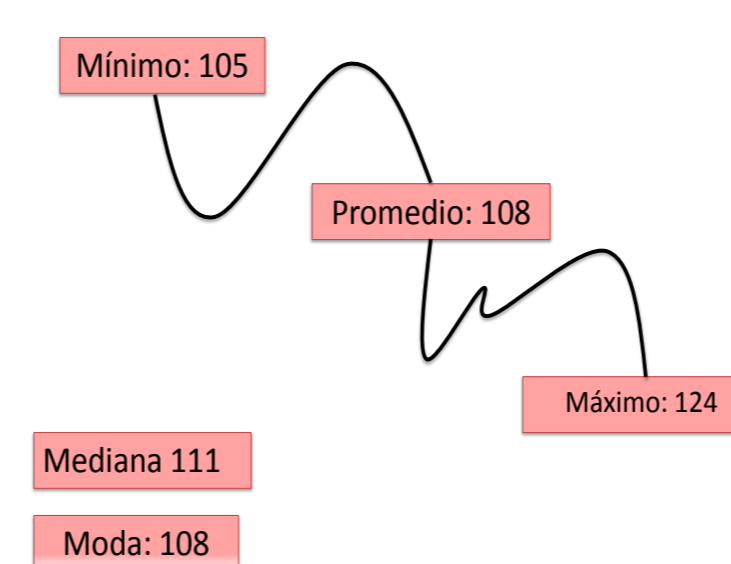 Mínimo: 105
Promedio: 108
Máximo: 124
Mediana 111
Moda: 108